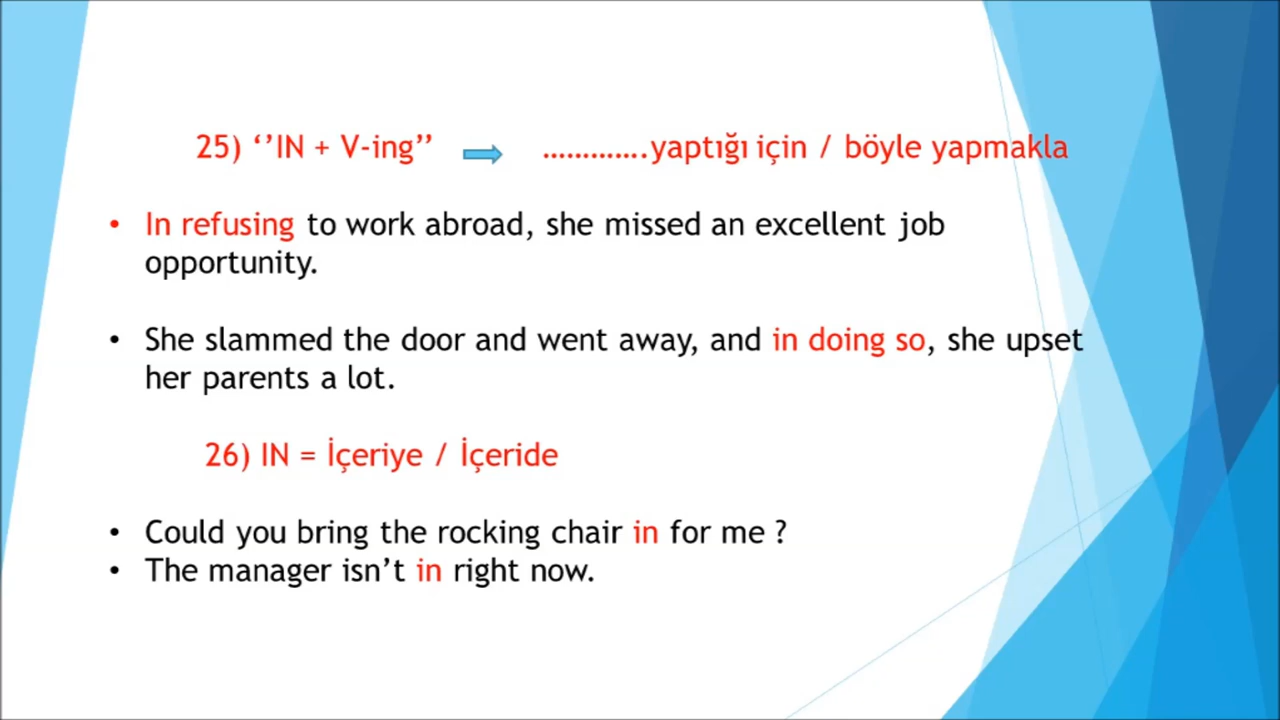 25) ‘’IN + V-ing’’ ………….yaptığı için / böyle yapmakla
• In refusing to work abroad, she missed an excellent job
opportunity.
• She slammed the door and went away, and in doing so, she upset
her parents a lot.
26) IN = İçeriye / İçeride
• Could you bring the rocking chair in for me ?
• The manager isn’t in right now.